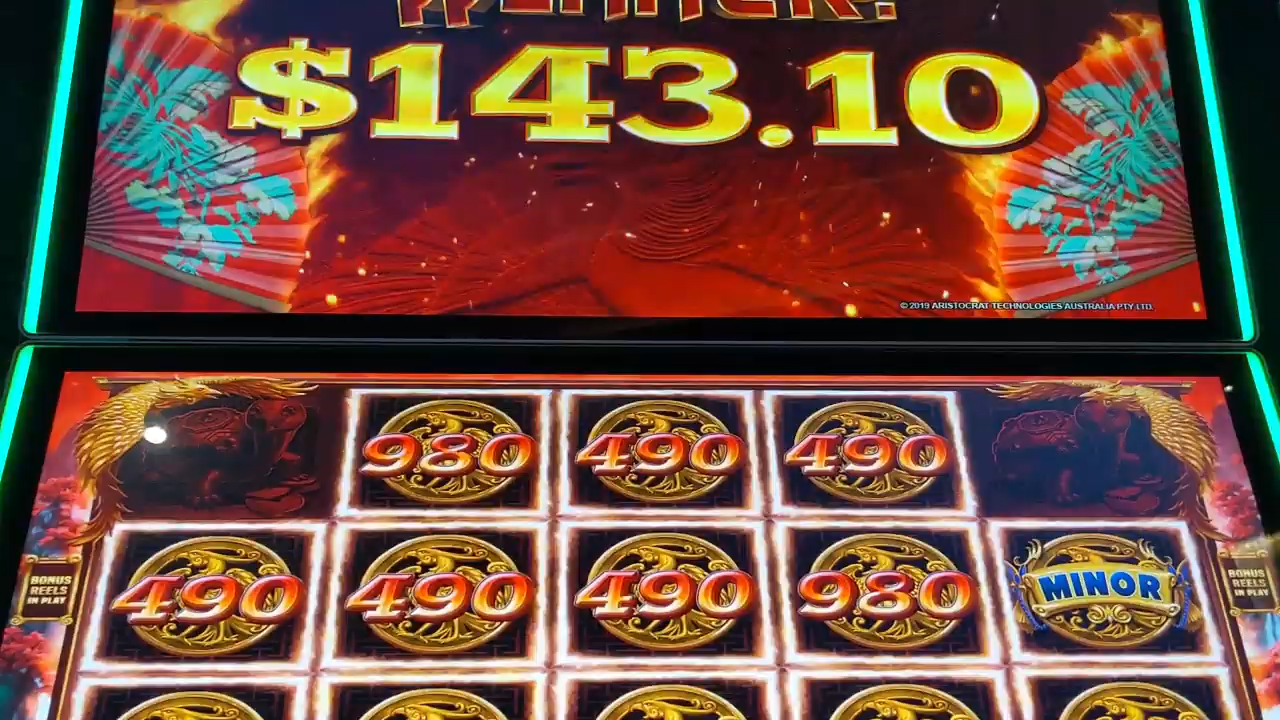 WINNER!
$143.10
© 2019 ARISTOCRAT TECHNOLOGIES AUSTRALIA PTY LTD.
980 490 490
490 490 490 980 MINOR
BONUS
REELS
IN PLAY
BONUS
REELS
IN PLAY